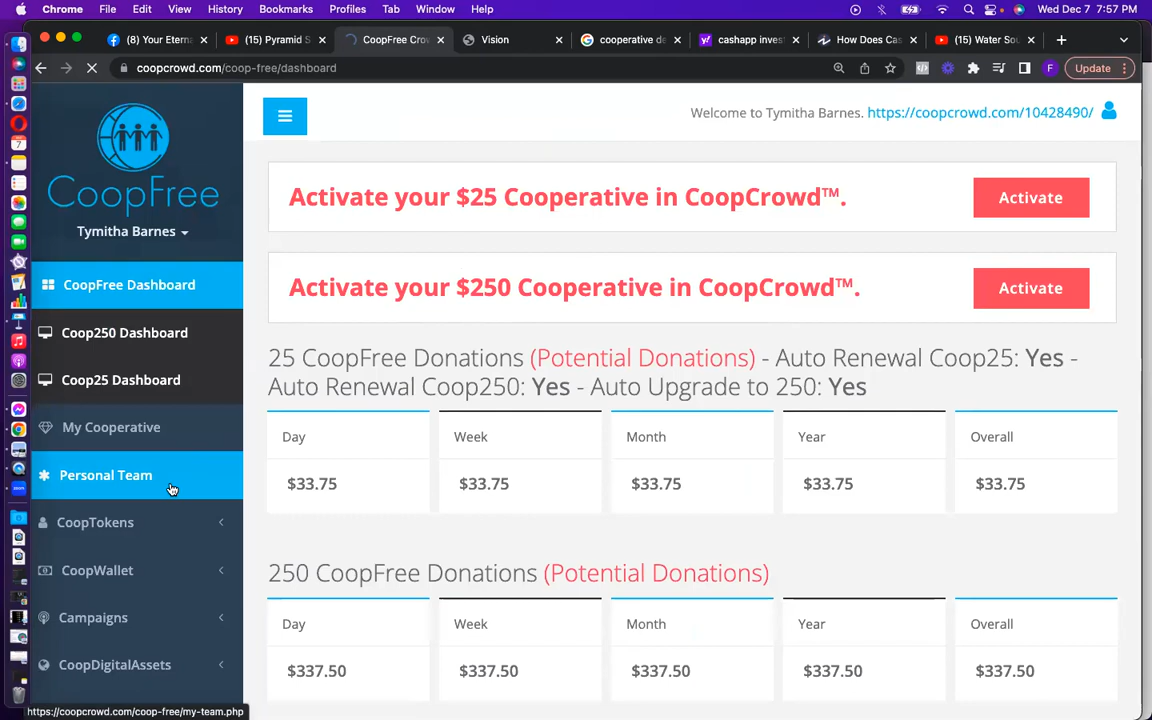 Chrome File Edit View History Bookmarks Profiles Tab Window Help Wed Dec 7 7:57 PM
(8) Your Eterna (15) Pyramid S CoopFree Crow Vision cooperative de cashapp inves How Does Cas (15) Water Sou
coopcrowd.com/coop-free/dashboard F Update
CoopFree
Tymitha Barnes
CoopFree Dashboard
Coop250 Dashboard
Coop25 Dashboard
My Cooperative
Personal Team
CoopTokens
CoopWallet
Campaigns
CoopDigitalAssets
https://coopcrowd.com/coop-free/my-team.php
Welcome to Tymitha Barnes. https://coopcrowd.com/10428490/
Activate your $25 Cooperative in CoopCrowd™. Activate
Activate your $250 Cooperative in CoopCrowd™. Activate
25 CoopFree Donations (Potential Donations) - Auto Renewal Coop25: Yes -
Auto Renewal Coop250: Yes - Auto Upgrade to 250: Yes
Day Week Month Year Overall
$33.75 $33.75 $33.75 $33.75 $33.75
250 CoopFree Donations (Potential Donations)
Day Week Month Year Overall
$337.50 $337.50 $337.50 $337.50 $337.50